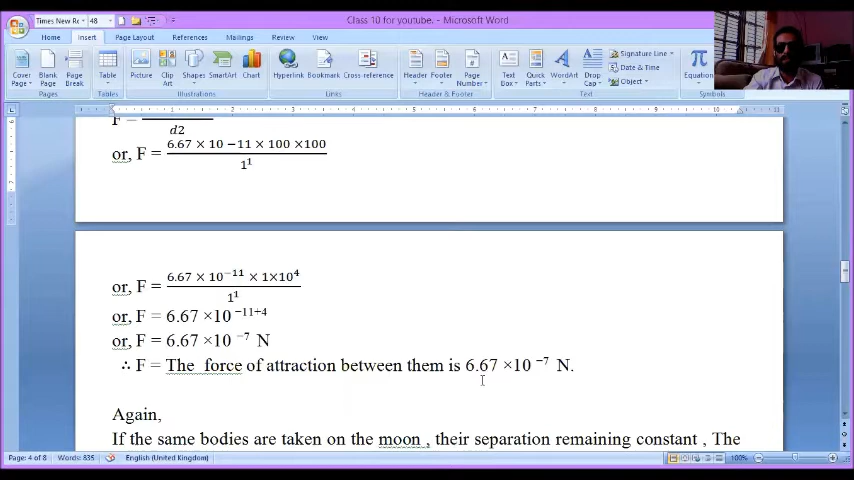 Times New Ro 48
Class 10 for youtube. - Microsoft Word
Home Insert Page Layout References Mailings Review View
Cover Page Blank Page Page Break
Table
Picture Clip Art Shapes SmartArt Chart
Hyperlink Bookmark Cross-reference
Header Footer Page Number
Text Box Quick Parts WordArt Drop Cap
Signature Line
Date & Time
Object
Equation
Pages Tables Illustrations Links Header & Footer Text Symbols
F =
d2
or, F = 6.67 × 10 −11 × 100 ×100 / 1¹
or, F = 6.67 × 10⁻¹¹ × 1×10⁴ / 1¹
or, F = 6.67 ×10 ⁻¹¹⁺⁴
or, F = 6.67 ×10 ⁻⁷ N
∴ F = The force of attraction between them is 6.67 ×10 ⁻⁷ N.
Again,
If the same bodies are taken on the moon , their separation remaining constant , The
Page: 4 of 8 Words: 835 English (United Kingdom) 100%